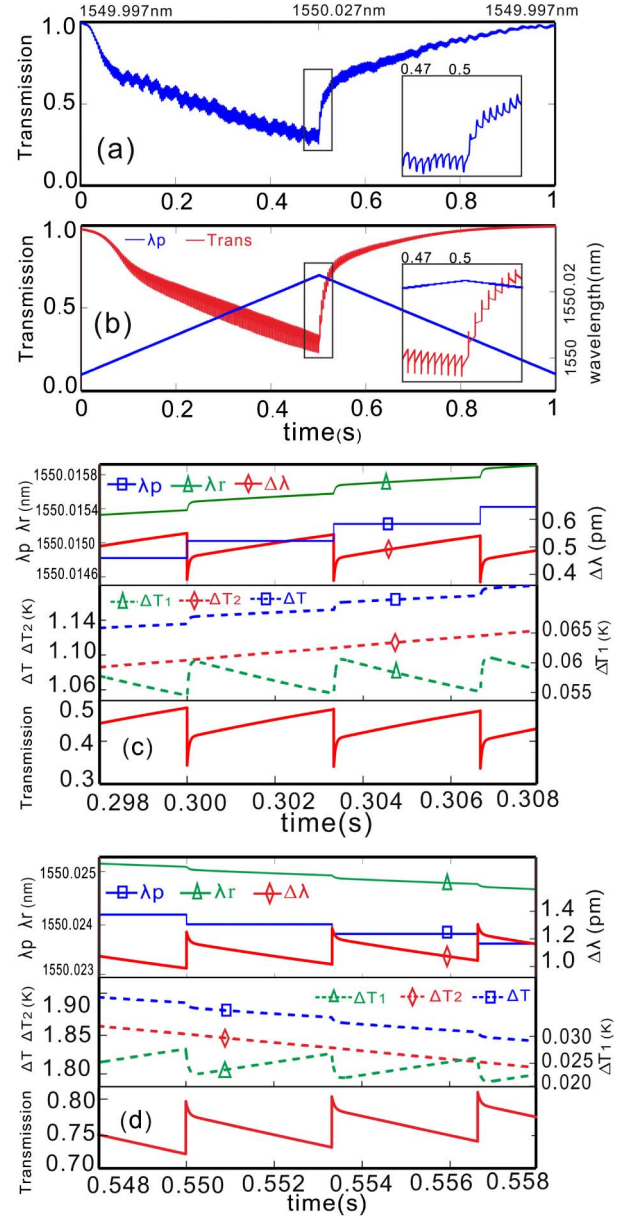 1549.997nm 1550.027nm 1549.997nm
1.0
0.5
0.0
Transmission
(a)
0.47 0.5
0 0.2 0.4 0.6 0.8 1
1.0
0.5
0.0
Transmission
λp Trans
(b)
0.47 0.5
1550.02
1550
wavelength(nm)
0 0.2 0.4 0.6 0.8 1
time(s)
1550.0158
1550.0154
1550.0150
1550.0146
λp λr (nm)
λp λr Δλ
0.6
0.5
0.4
Δλ (pm)
1.14
1.10
1.06
ΔT ΔT2 (K)
ΔT1 ΔT2 ΔT
0.065
0.06
0.055
ΔT1 (K)
0.5
0.4
0.3
Transmission
(c)
0.298 0.300 0.302 0.304 0.306 0.308
time(s)
1550.025
1550.024
1550.023
λp λr (nm)
λp λr Δλ
1.4
1.2
1.0
Δλ (pm)
1.90
1.85
1.80
ΔT ΔT2 (K)
ΔT1 ΔT2 ΔT
0.030
0.025
0.020
ΔT1 (K)
0.80
0.75
0.70
Transmission
(d)
0.548 0.550 0.552 0.554 0.556 0.558
time(s)